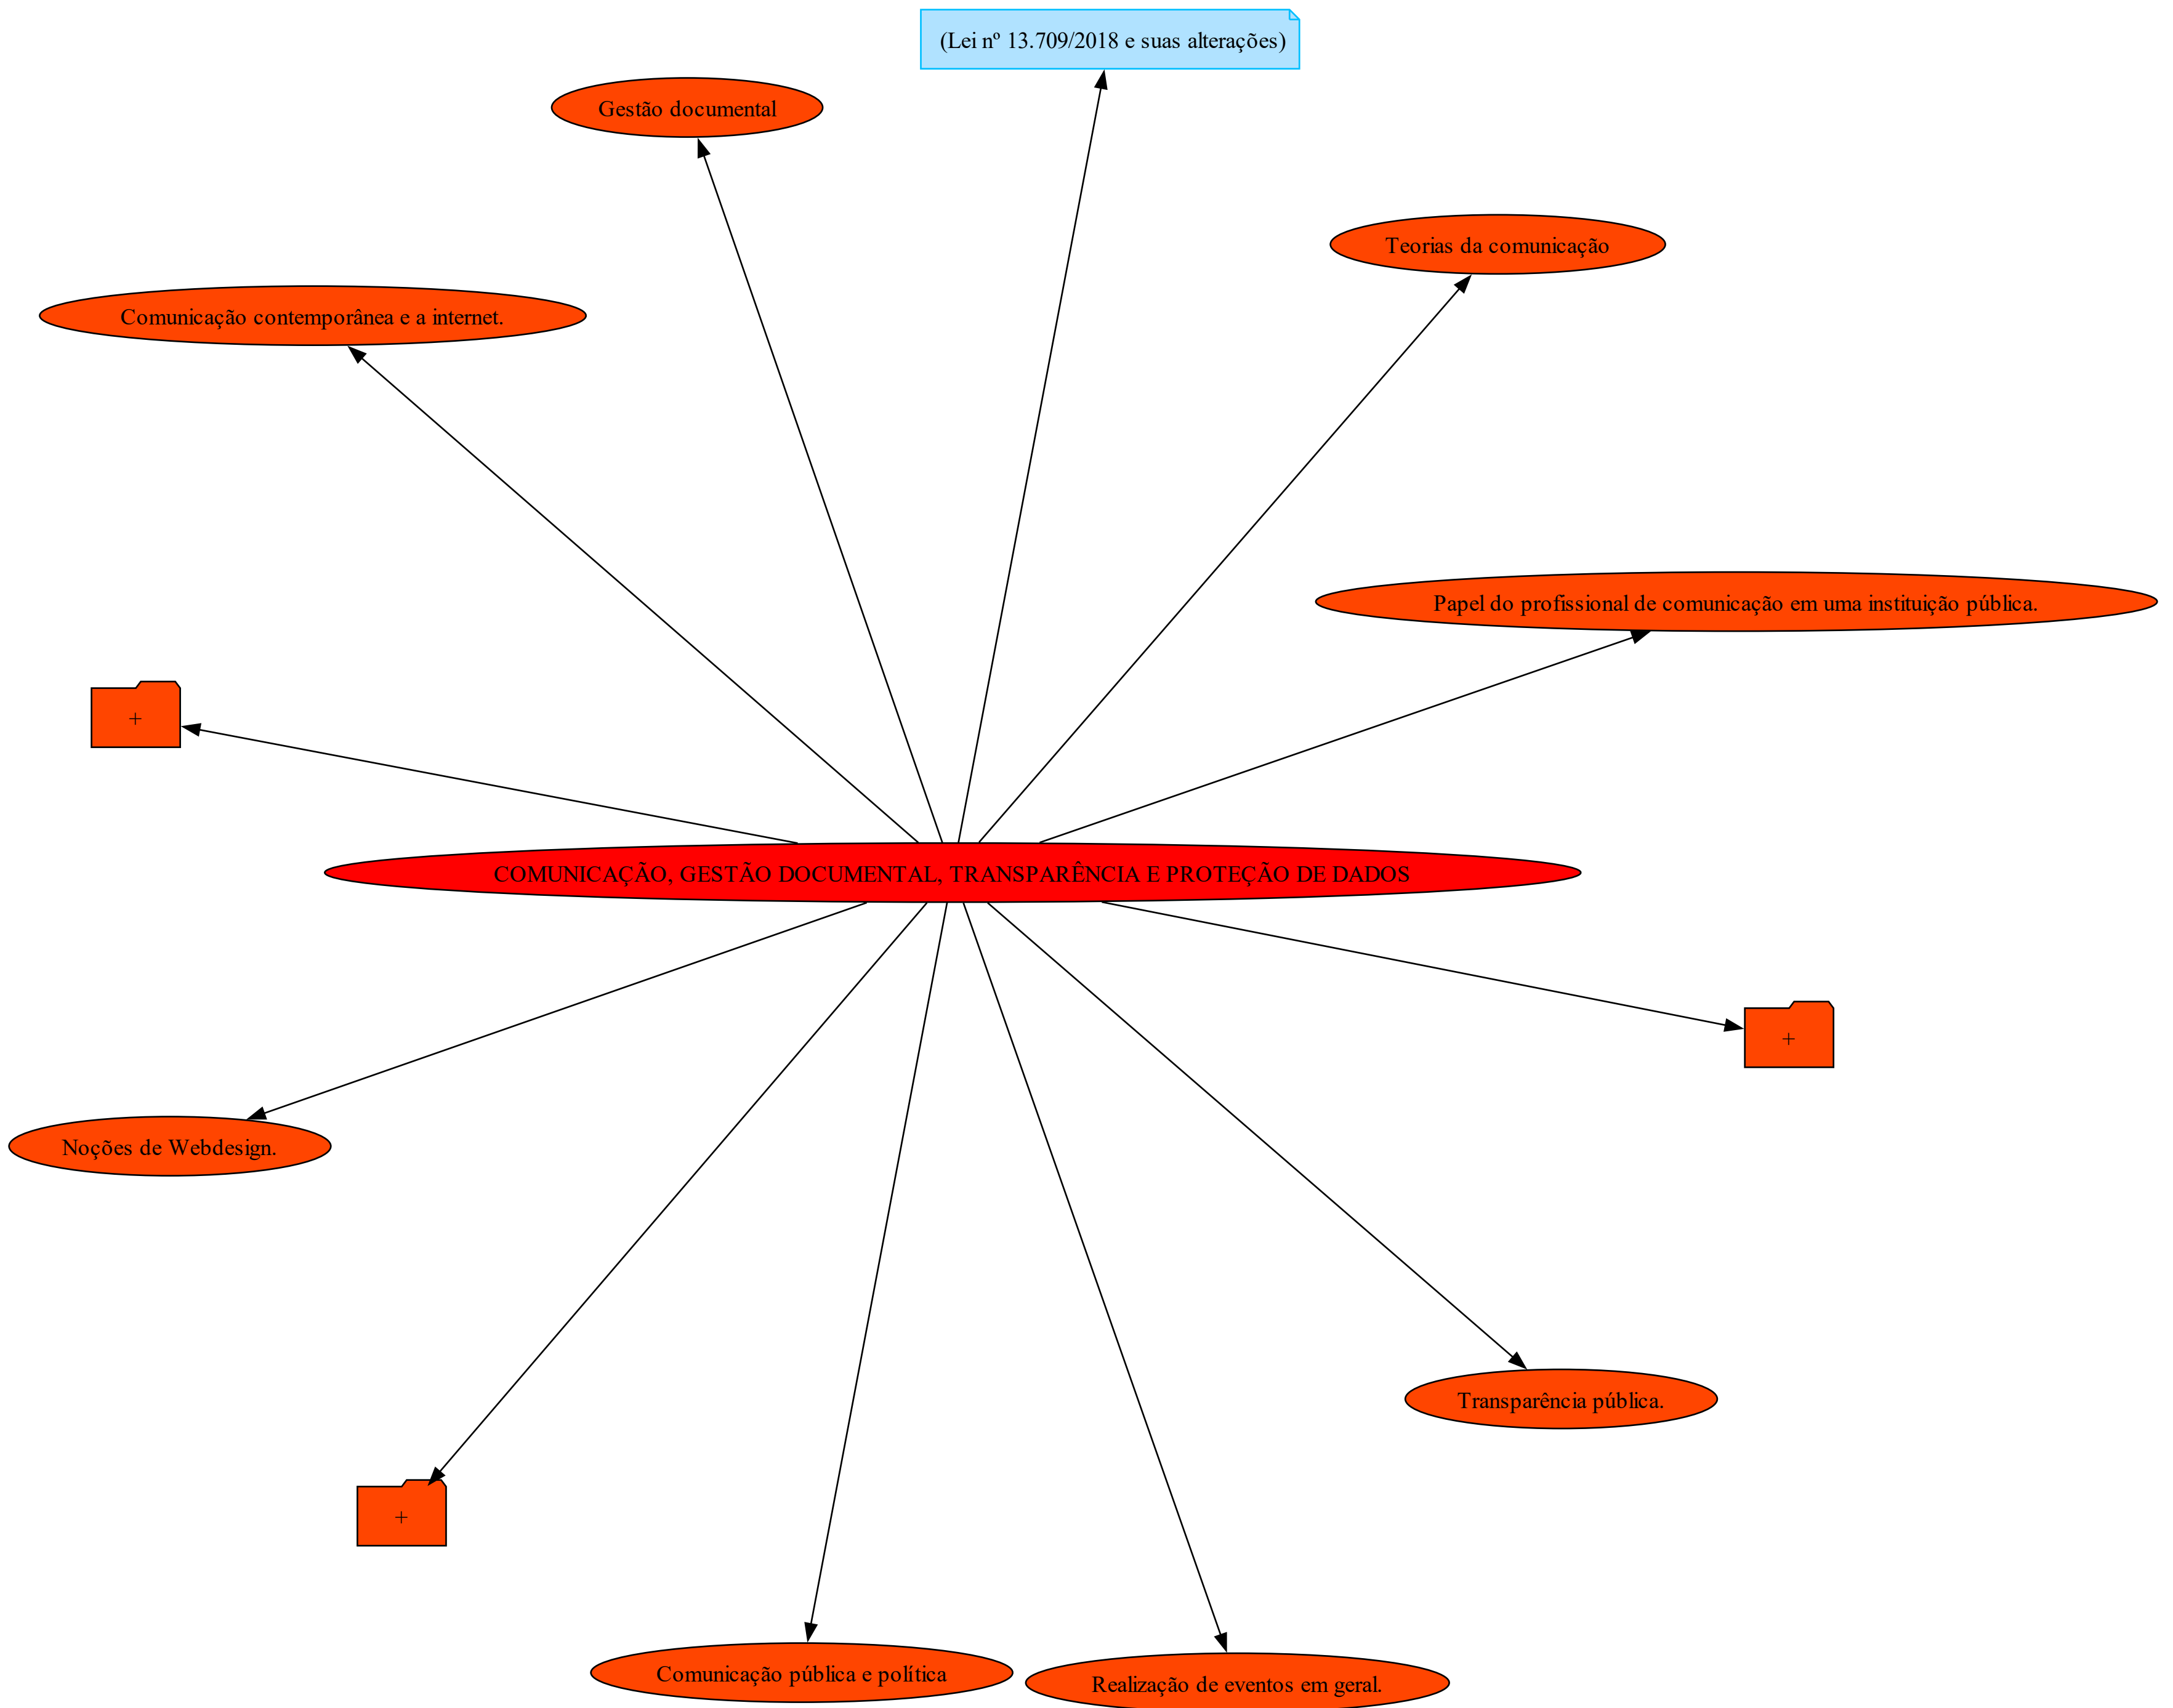 (Lei nº 13.709/2018 e suas alterações)
Gestão documental
Teorias da comunicação
Comunicação contemporânea e a internet.
Papel do profissional de comunicação em uma instituição pública.
+
COMUNICAÇÃO, GESTÃO DOCUMENTAL, TRANSPARÊNCIA E PROTEÇÃO DE DADOS
+
Noções de Webdesign.
Transparência pública.
+
Comunicação pública e política
Realização de eventos em geral.